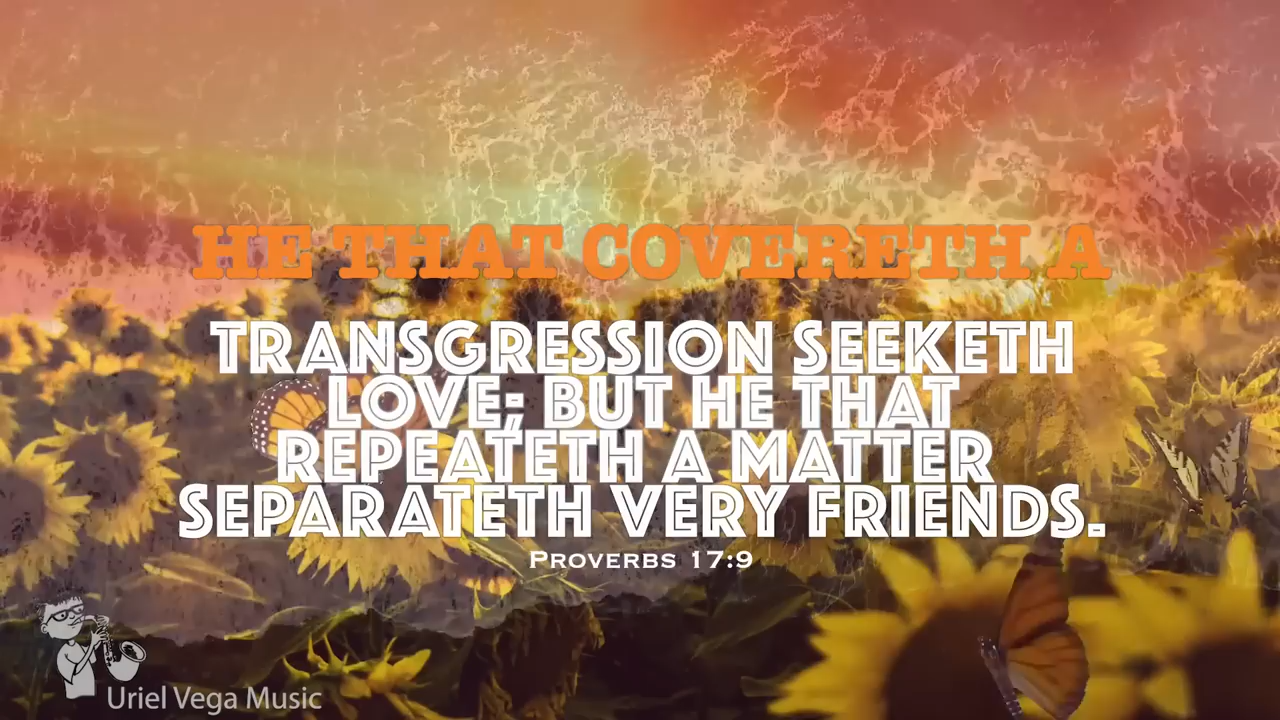 HE THAT COVERETH A
TRANSGRESSION SEEKETH
LOVE; BUT HE THAT
REPEATETH A MATTER
SEPARATETH VERY FRIENDS.
PROVERBS 17:9
Uriel Vega Music